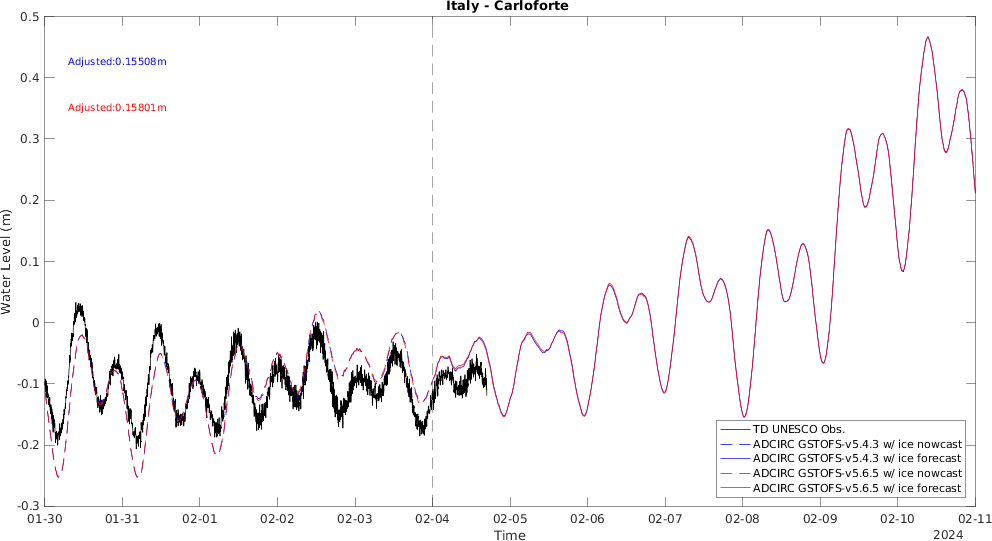 Italy - Carloforte
Adjusted:0.15508m
Adjusted:0.15801m
Water Level (m)
0.5
0.4
0.3
0.2
0.1
0
-0.1
-0.2
-0.3
TD UNESCO Obs.
ADCIRC GSTOFS-v5.4.3 w/ ice nowcast
ADCIRC GSTOFS-v5.4.3 w/ ice forecast
ADCIRC GSTOFS-v5.6.5 w/ ice nowcast
ADCIRC GSTOFS-v5.6.5 w/ ice forecast
01-30 01-31 02-01 02-02 02-03 02-04 02-05 02-06 02-07 02-08 02-09 02-10 02-11
Time
2024